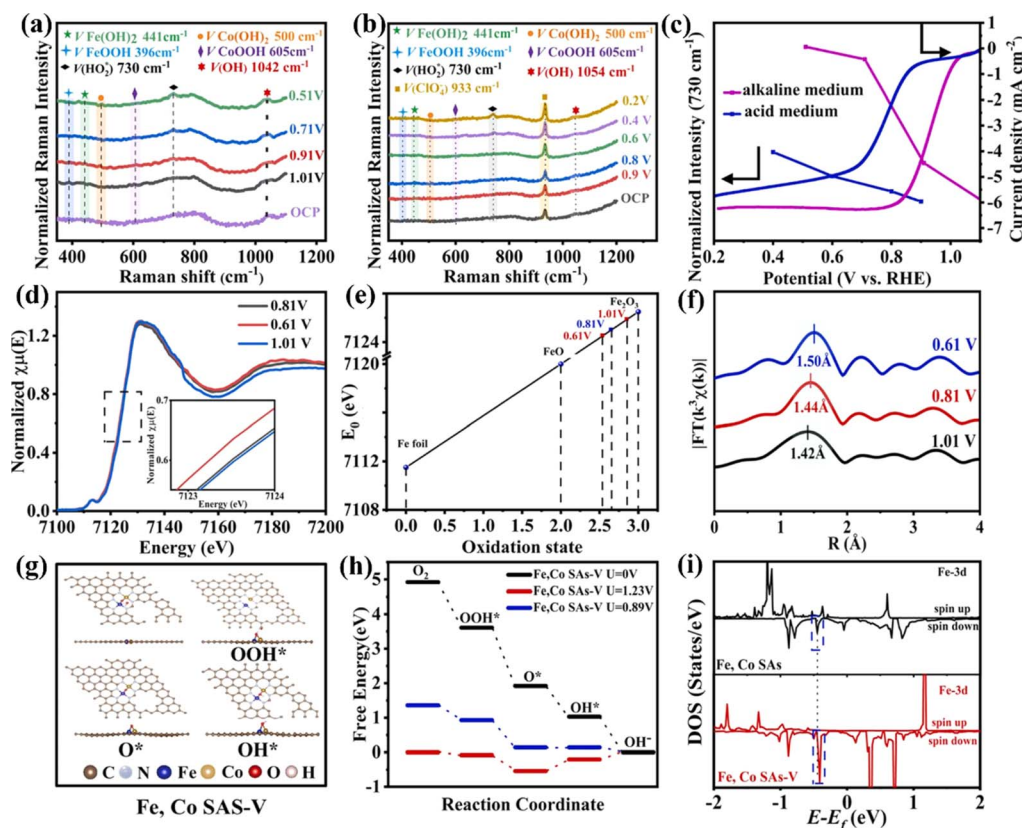 (a)
V Fe(OH)2 441cm-1
V Co(OH)2 500 cm-1
V FeOOH 396cm-1
V CoOOH 605cm-1
V(HO2*) 730 cm-1
V(OH) 1042 cm-1
0.51V
0.71V
0.91V
1.01V
OCP
400 600 800 1000 1200
Raman shift (cm-1)
Normalized Raman Intensity
(b)
V Fe(OH)2 441 cm-1
V Co(OH)2 500 cm-1
V FeOOH 396cm-1
V CoOOH 605cm-1
V(HO2*) 730 cm-1
V(OH) 1054 cm-1
V(ClO4-) 933 cm-1
0.2V
0.4 V
0.6 V
0.8 V
0.9 V
OCP
400 600 800 1000 1200
Raman shift (cm-1)
Normalized Raman Intensity
(c)
alkaline medium
acid medium
1
0
-1
-2
-3
-4
-5
-6
-7
0.2 0.4 0.6 0.8 1.0
Potential (V vs. RHE)
Normalized Intensity (730 cm-1)
Current density (mA cm-2)
(d)
0.81V
0.61 V
1.01 V
1.2
0.8
0.4
0.0
7100 7120 7140 7160 7180 7200
Energy (eV)
Normalized χμ(E)
0.7
0.6
7123 7124
Energy (eV)
Normalized χμ(E)
(e)
Fe2O3
1.01V
0.81V
0.61V
FeO
Fe foil
7124
7120
7112
7108
0.0 0.5 1.0 1.5 2.0 2.5 3.0
Oxidation state
E0 (eV)
(f)
0.61 V
1.50Å
0.81 V
1.44Å
1.01 V
1.42Å
0 1 2 3 4
R (Å)
|FT(k3χ(k))|
(g)
OOH*
O*
OH*
C N Fe Co O H
Fe, Co SAS-V
(h)
O2
Fe,Co SAs-V U=0V
Fe,Co SAs-V U=1.23V
Fe,Co SAs-V U=0.89V
OOH*
O*
OH*
OH-
5
4
3
2
1
0
-1
Reaction Coordinate
Free Energy (eV)
(i)
Fe-3d
spin up
spin down
Fe, Co SAs
Fe-3d
spin up
spin down
Fe, Co SAs-V
-2 -1 0 1 2
E-Ef (eV)
DOS (States/eV)